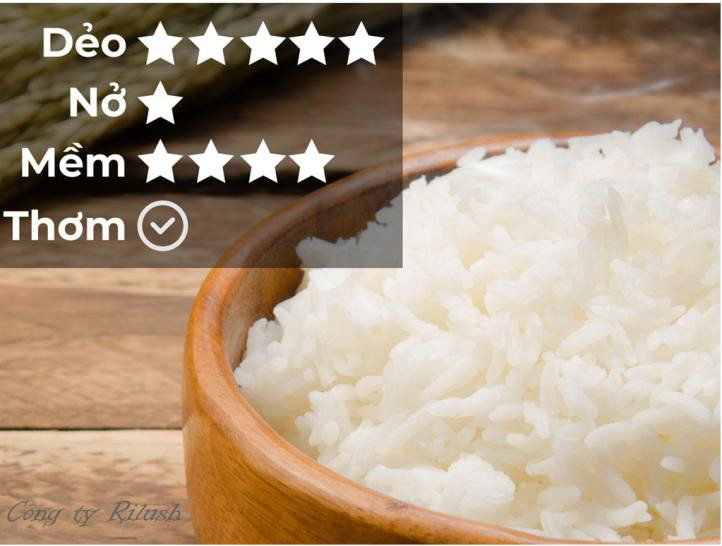 Dẻo
Nở
Mềm
Thơm
Công ty Rilush